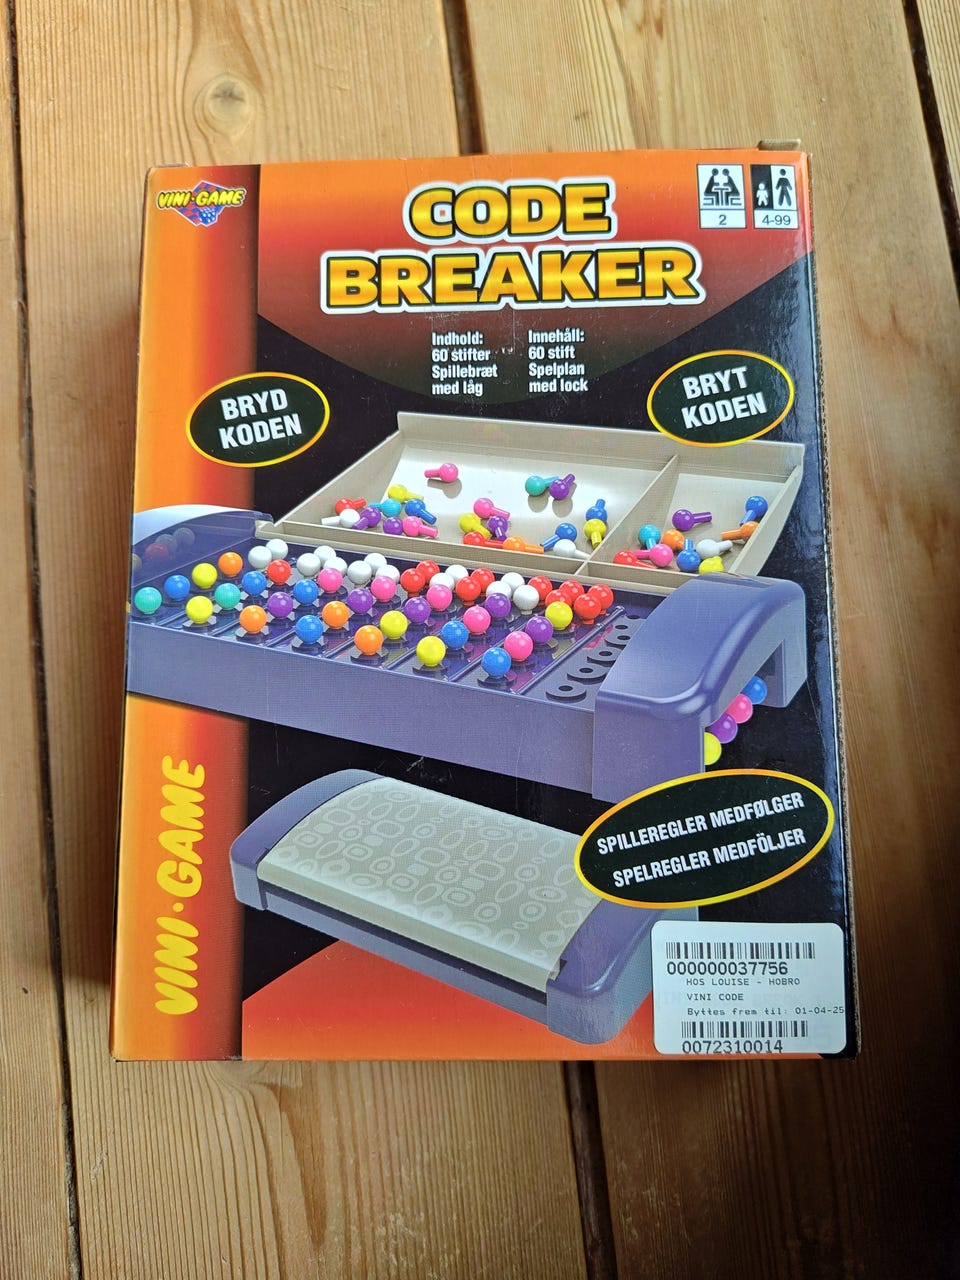 VINI·GAME
CODE
BREAKER
2
4-99
Indhold:
60 stifter
Spillebræt
med låg
Innehåll:
60 stift
Spelplan
med lock
BRYD
KODEN
BRYT
KODEN
SPILLEREGLER MEDFØLGER
SPELREGLER MEDFÖLJER
VINI·GAME
000000037756
HOS LOUISE - HOBRO
VINI CODE
Byttes frem til: 01-04-25
0072310014